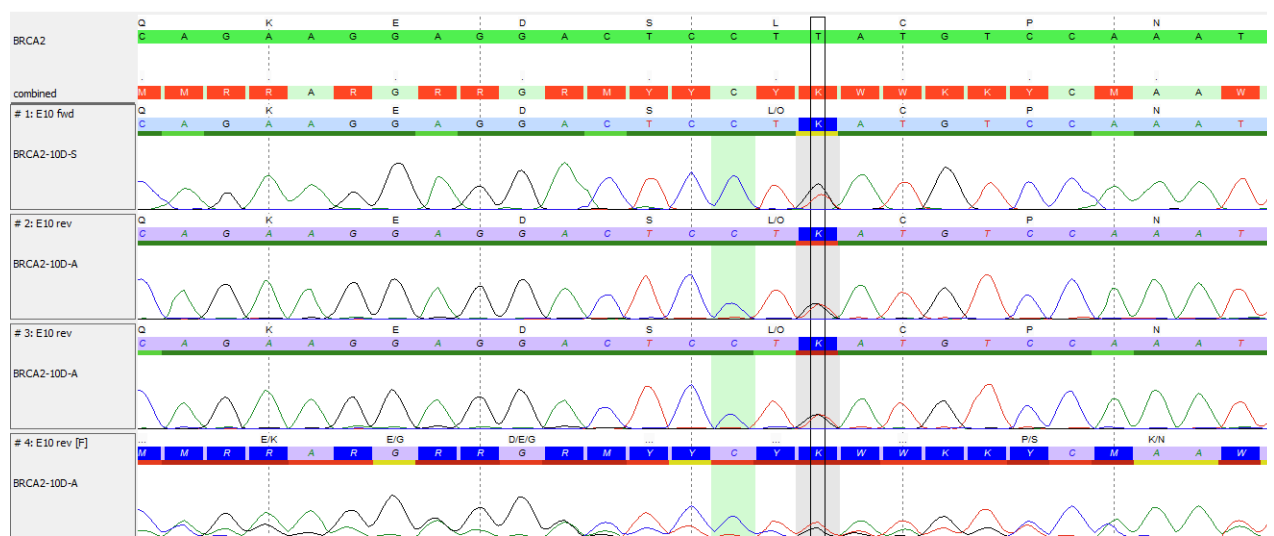 Q K E D S L C P N
BRCA2 C A G A A G G A G G A C T C C T T A T G T C C A A A T
combined M M R R A R G R R G R M Y Y C Y K W W K K Y C M A A W
# 1: E10 fwd Q K E D S L/O C P N
C A G A A G G A G G A C T C C T K A T G T C C A A A T
BRCA2-10D-S
# 2: E10 rev Q K E D S L/O C P N
C A G A A G G A G G A C T C C T K A T G T C C A A A T
BRCA2-10D-A
# 3: E10 rev Q K E D S L/O C P N
C A G A A G G A G G A C T C C T K A T G T C C A A A T
BRCA2-10D-A
# 4: E10 rev [F] ... E/K E/G D/E/G ... ... ... P/S K/N
M M R R A R G R R G R M Y Y C Y K W W K K Y C M A A W
BRCA2-10D-A